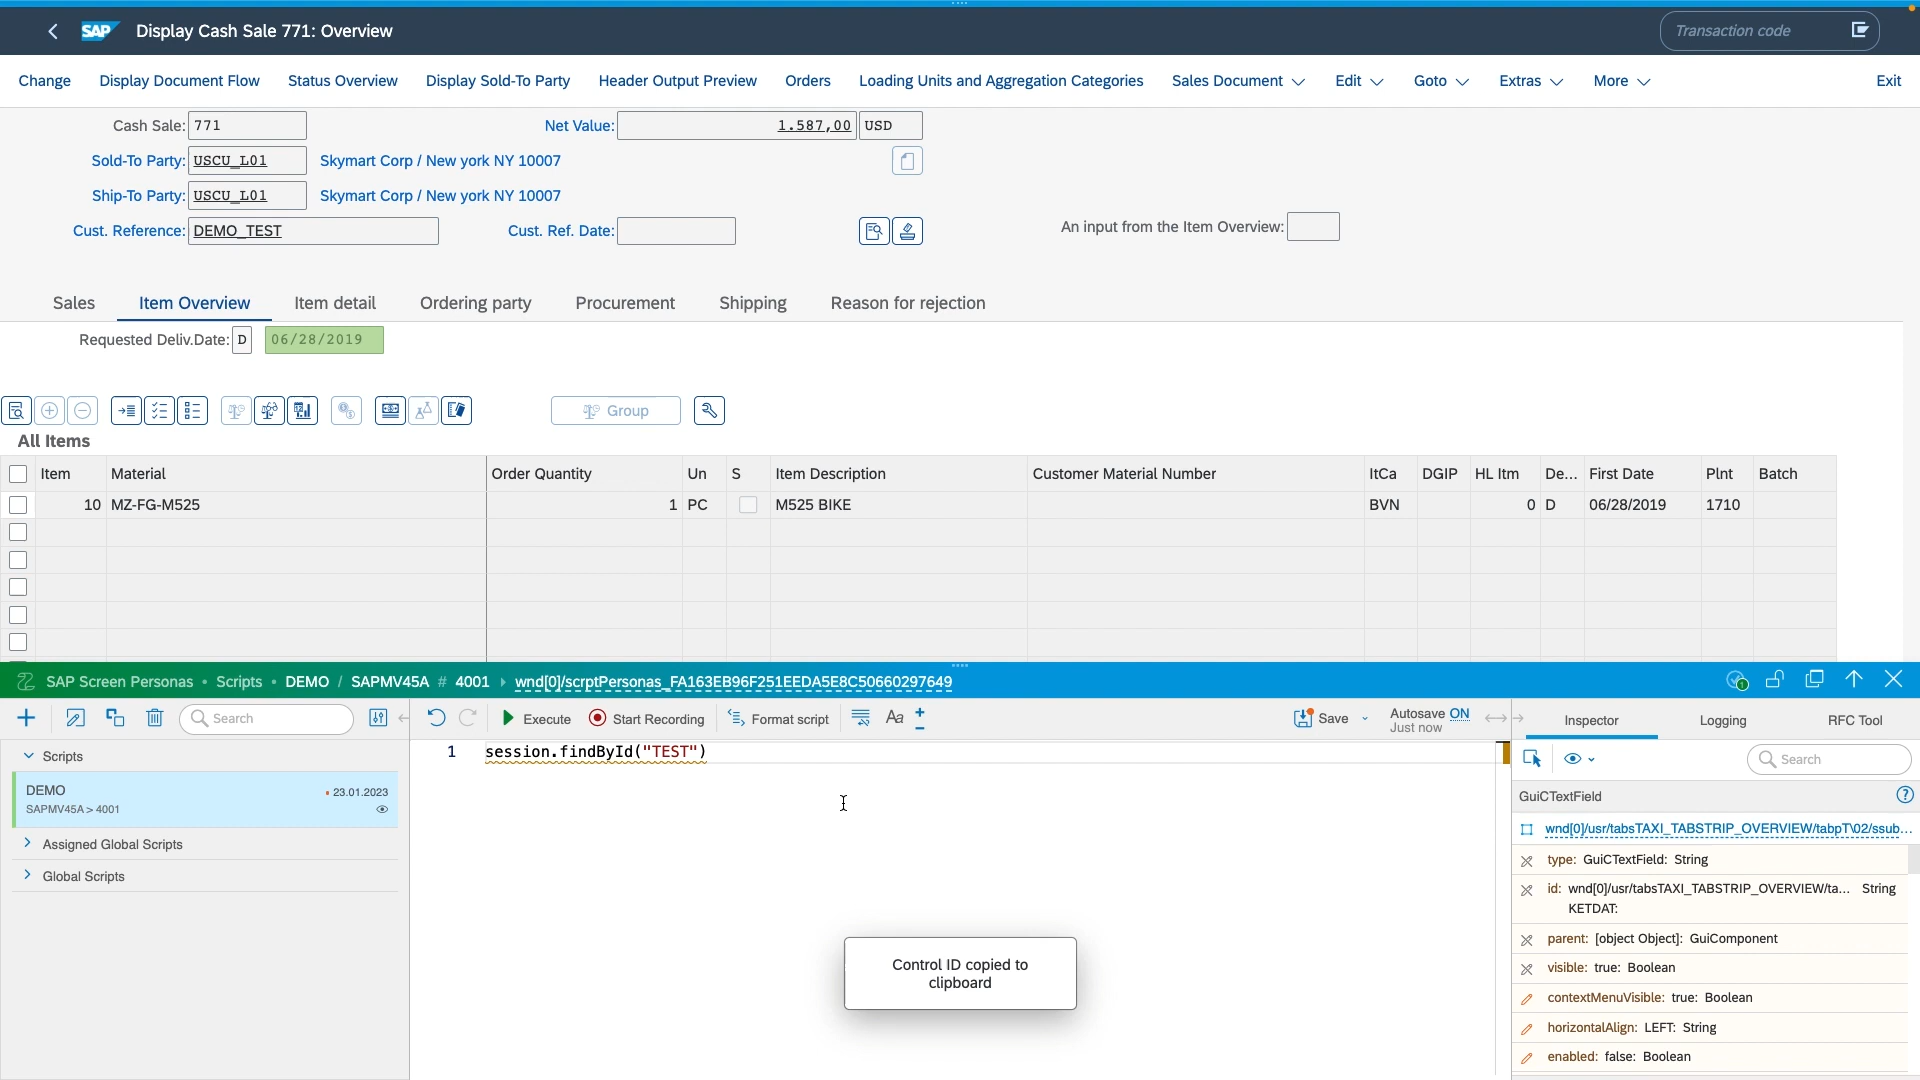 SAP Display Cash Sale 771: Overview Transaction code
Change Display Document Flow Status Overview Display Sold-To Party Header Output Preview Orders Loading Units and Aggregation Categories Sales Document Edit Goto Extras More Exit
Cash Sale: 771 Net Value: 1.587,00 USD
Sold-To Party: USCU_L01 Skymart Corp / New york NY 10007
Ship-To Party: USCU_L01 Skymart Corp / New york NY 10007
Cust. Reference: DEMO_TEST Cust. Ref. Date: An input from the Item Overview:
Sales Item Overview Item detail Ordering party Procurement Shipping Reason for rejection
Requested Deliv.Date: D 06/28/2019
Group
All Items
Item Material Order Quantity Un S Item Description Customer Material Number ItCa DGIP HL Itm De... First Date Plnt Batch
10 MZ-FG-M525 1 PC M525 BIKE BVN 0 D 06/28/2019 1710
SAP Screen Personas • Scripts • DEMO / SAPMV45A # 4001 › wnd[0]/scrptPersonas_FA163EB96F251EEDA5E8C50660297649 1
Search Execute Start Recording Format script Aa Save Autosave ON
Just now
Inspector Logging RFC Tool
Scripts
1 session.findById("TEST")
Search
DEMO 23.01.2023
SAPMV45A > 4001
Assigned Global Scripts
Global Scripts
Control ID copied to
clipboard
GuiCTextField ?
wnd[0]/usr/tabsTAXI_TABSTRIP_OVERVIEW/tabpT\02/ssub...
type: GuiCTextField: String
id: wnd[0]/usr/tabsTAXI_TABSTRIP_OVERVIEW/ta... String
KETDAT:
parent: [object Object]: GuiComponent
visible: true: Boolean
contextMenuVisible: true: Boolean
horizontalAlign: LEFT: String
enabled: false: Boolean